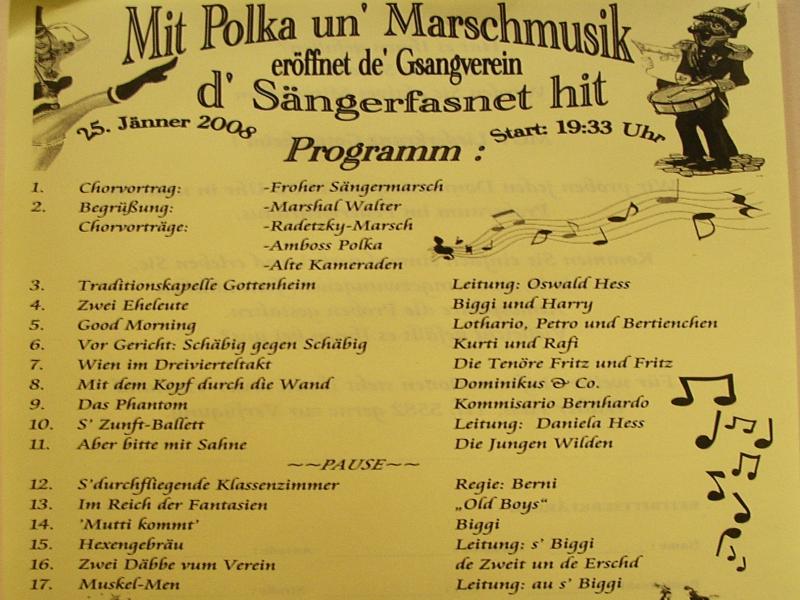 Mit Polka un' Marschmusik
eröffnet de' Gsangverein
d' Sängerfasnet hit
25. Jänner 2008 Start: 19:33 Uhr
Programm :
1. Chorvortrag: -Froher Sängermarsch
2. Begrüßung: -Marshal Walter
Chorvorträge: -Radetzky-Marsch
-Amboss Polka
-Alte Kameraden
3. Traditionskapelle Gottenheim Leitung: Oswald Hess
4. Zwei Eheleute Biggi und Harry
5. Good Morning Lothario, Petro und Bertienchen
6. Vor Gericht: Schäbig gegen Schäbig Kurti und Rafi
7. Wien im Dreivierteltakt Die Tenöre Fritz und Fritz
8. Mit dem Kopf durch die Wand Dominikus & Co.
9. Das Phantom Kommisario Bernhardo
10. S' Zunft-Ballett Leitung: Daniela Hess
11. Aber bitte mit Sahne Die Jungen Wilden
~~PAUSE~~
12. S'durchfliegende Klassenzimmer Regie: Berni
13. Im Reich der Fantasien „Old Boys“
14. 'Mutti kommt' Biggi
15. Hexengebräu Leitung: s' Biggi
16. Zwei Däbbe vum Verein de Zweit un de Erschd
17. Muskel-Men Leitung: au s' Biggi